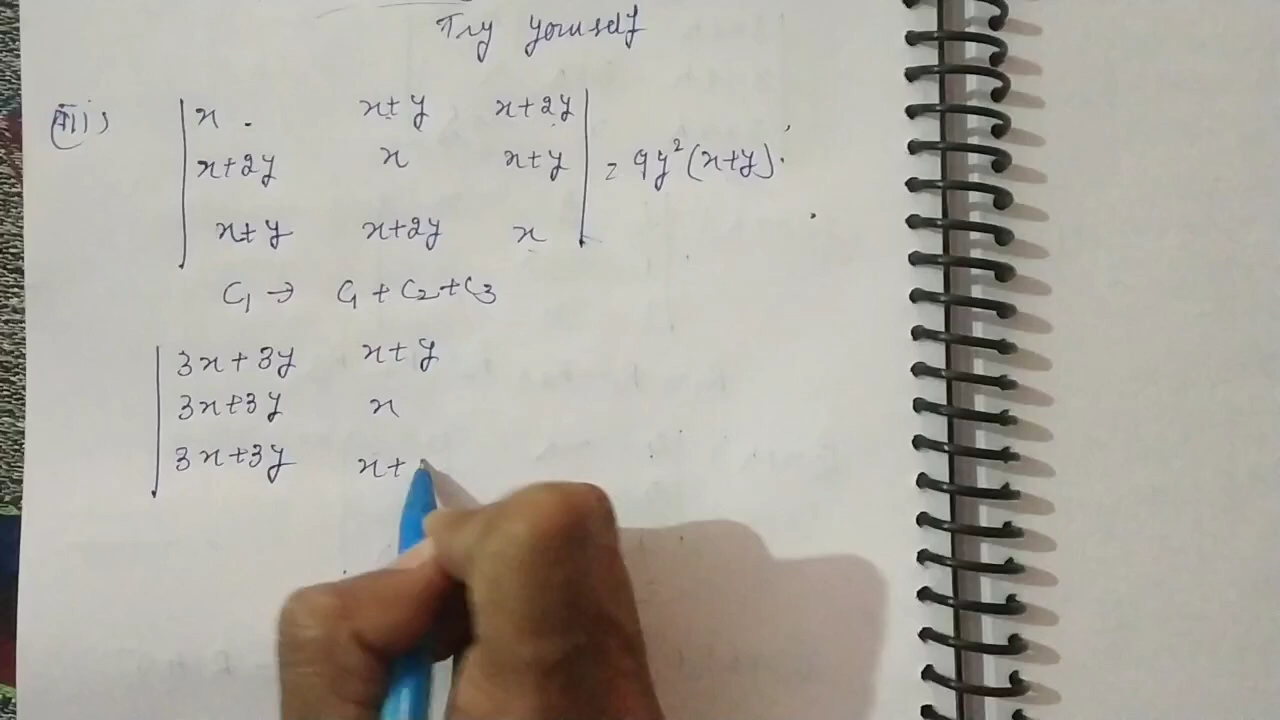 Try yourself
(iii) | x x+y x+2y |
| x+2y x x+y | = 9y²(x+y).
| x+y x+2y x |
C₁ → C₁ + C₂ + C₃
| 3x+3y x+y
| 3x+3y x
| 3x+3y x+